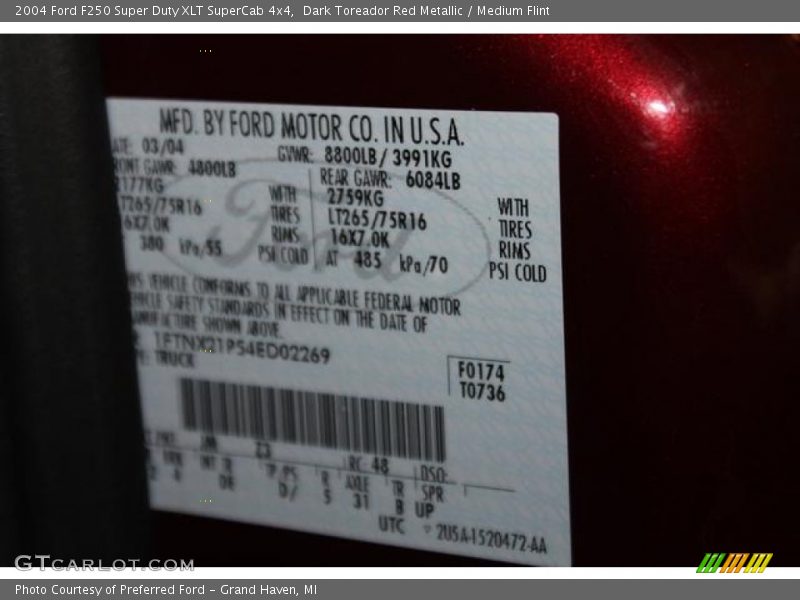 2004 Ford F250 Super Duty XLT SuperCab 4x4, Dark Toreador Red Metallic / Medium Flint
MFD. BY FORD MOTOR CO. IN U.S.A.
03/04 GVWR: 8800LB/ 3991KG
FRONT GAWR: 4800LB REAR GAWR: 6084LB
2177KG WITH 2759KG WITH
LT265/75R16 TIRES LT265/75R16 TIRES
16X7.0K RIMS 16X7.0K RIMS
380 kPa/55 PSI COLD AT 485 kPa/70 PSI COLD
Ford
VEHICLE CONFORMS TO ALL APPLICABLE FEDERAL MOTOR
VEHICLE SAFETY STANDARDS IN EFFECT ON THE DATE OF
MANUFACTURE SHOWN ABOVE.
1FTNX21P54ED02269
TRUCK
F0174
T0736
RC: 48 DSO:
AXLE TR SPR
5 31 B UP
UTC 2U5A-1520472-AA
GTCARLOT.COM
Photo Courtesy of Preferred Ford – Grand Haven, MI